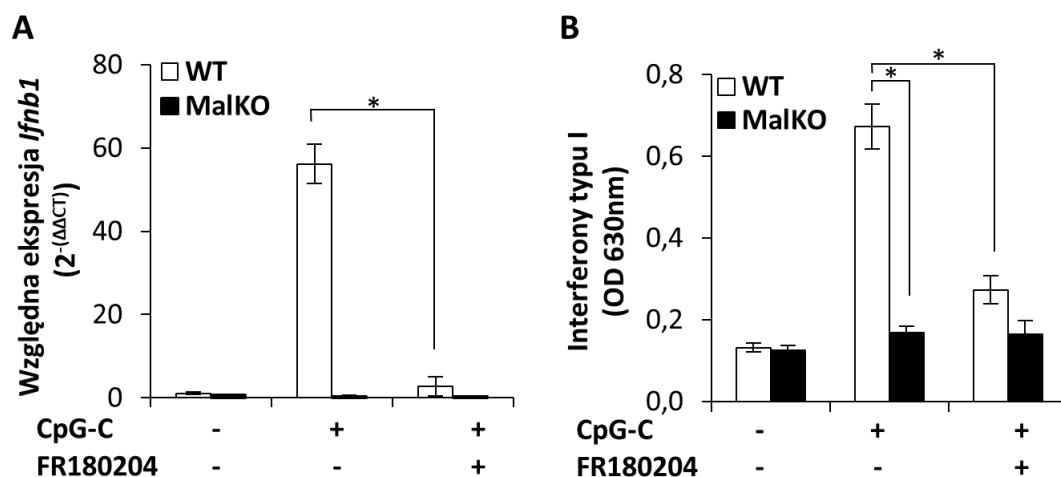 A
Względna ekspresja Ifnb1
(2-(ΔΔCT))
80
60
40
20
0
WT
MalKO
*
CpG-C - + +
FR180204 - - +
B
Interferony typu I
(OD 630nm)
0,8
0,6
0,4
0,2
0,0
WT
MalKO
*
*
CpG-C - + +
FR180204 - - +